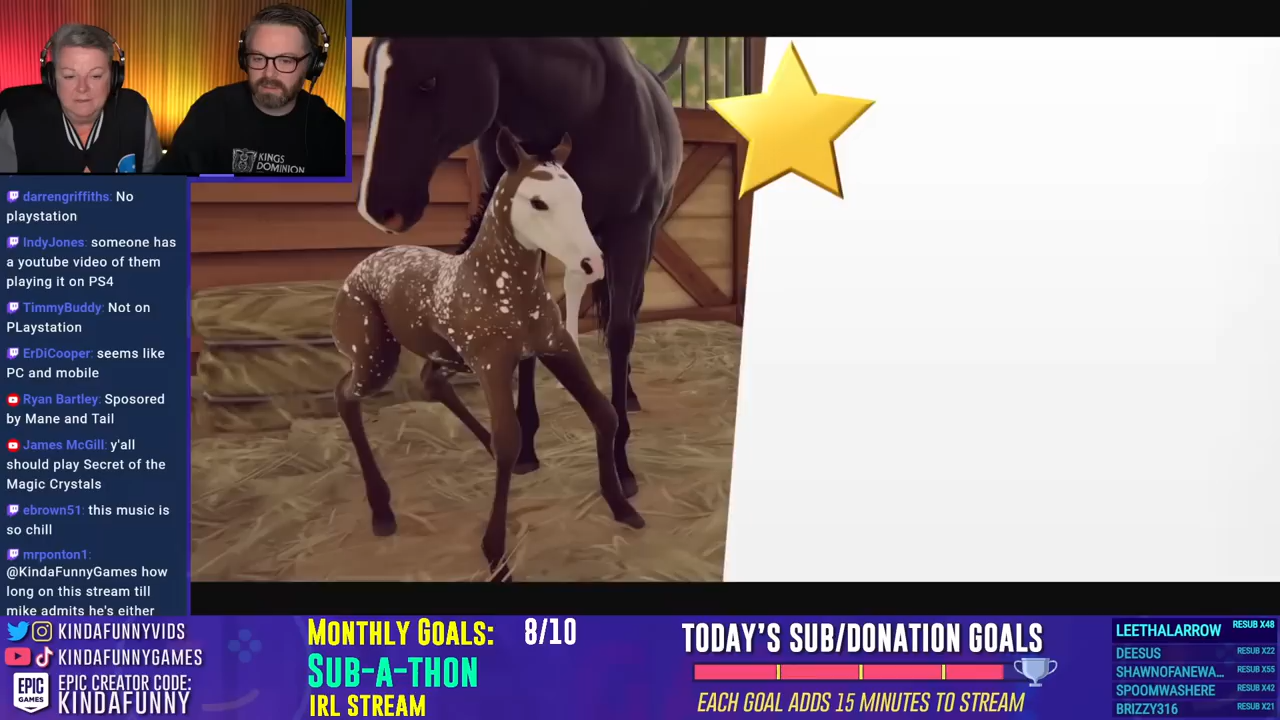 KINGS
DOMINION
darrengriffiths: No
playstation
IndyJones: someone has
a youtube video of them
playing it on PS4
TimmyBuddy: Not on
PLaystation
ErDiCooper: seems like
PC and mobile
Ryan Bartley: Sposored
by Mane and Tail
James McGill: y'all
should play Secret of the
Magic Crystals
ebrown51: this music is
so chill
mrponton1:
@KindaFunnyGames how
long on this stream till
mike admits he's either
KINDAFUNNYVIDS
KINDAFUNNYGAMES
EPIC GAMES
EPIC CREATOR CODE:
KINDAFUNNY
MONTHLY GOALS: 8/10
SUB-A-THON
IRL STREAM
TODAY'S SUB/DONATION GOALS
EACH GOAL ADDS 15 MINUTES TO STREAM
LEETHALARROW RESUB X48
DEESUS RESUB X22
SHAWNOFANEWA... RESUB X55
SPOOMWASHERE RESUB X42
BRIZZY316 RESUB X21